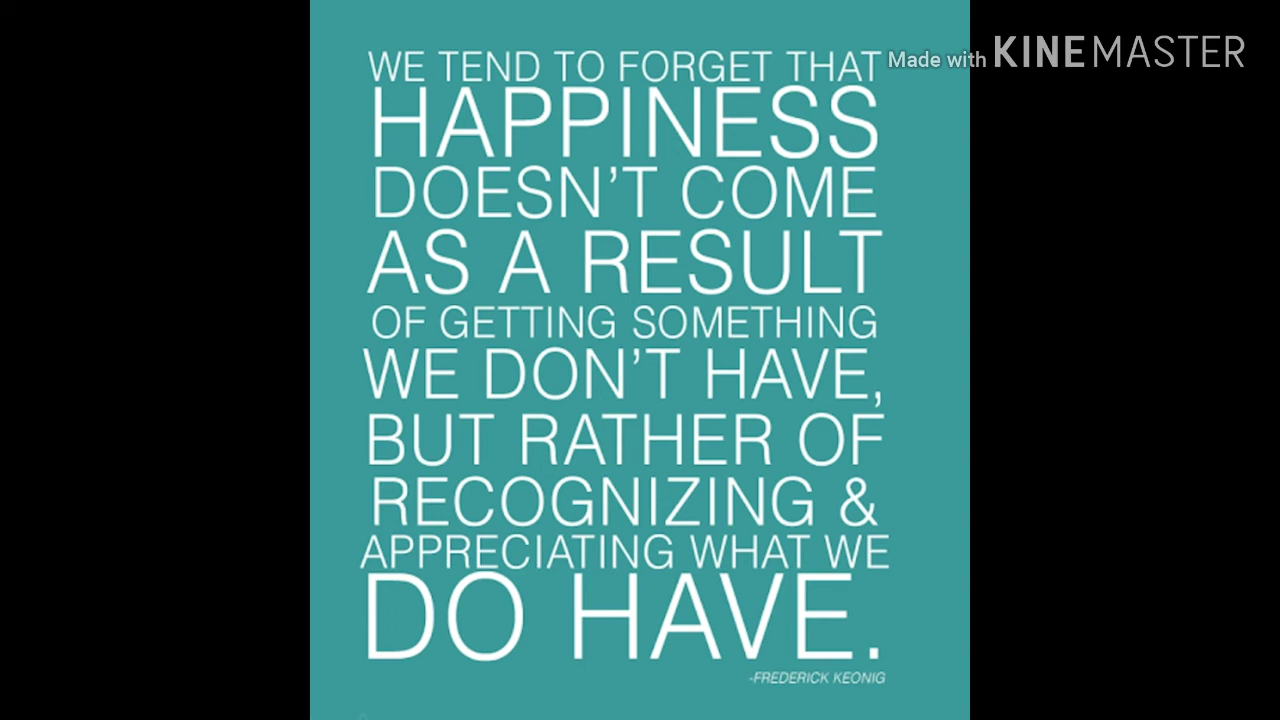 WE TEND TO FORGET THAT
Made with KINEMASTER
HAPPINESS
DOESN'T COME
AS A RESULT
OF GETTING SOMETHING
WE DON'T HAVE,
BUT RATHER OF
RECOGNIZING &
APPRECIATING WHAT WE
DO HAVE.
-FREDERICK KEONIG